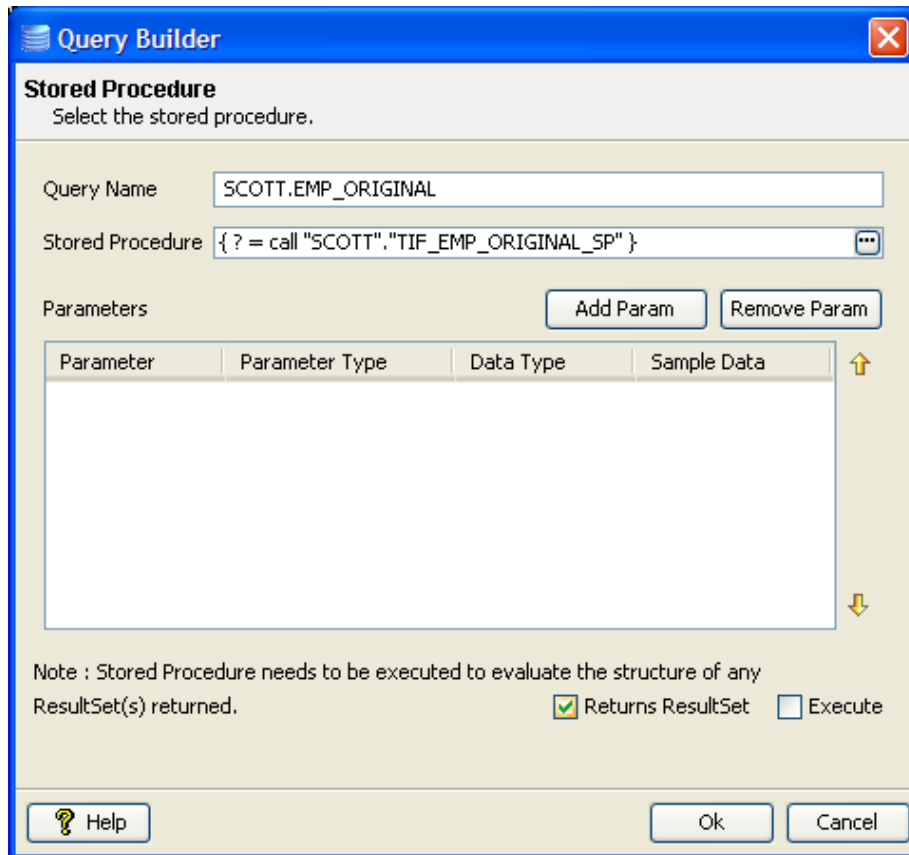 Query Builder
Stored Procedure
Select the stored procedure.
Query Name SCOTT.EMP_ORIGINAL
Stored Procedure { ? = call "SCOTT"."TIF_EMP_ORIGINAL_SP" }
Parameters Add Param Remove Param
Parameter Parameter Type Data Type Sample Data
Note : Stored Procedure needs to be executed to evaluate the structure of any
ResultSet(s) returned. Returns ResultSet Execute
Help Ok Cancel